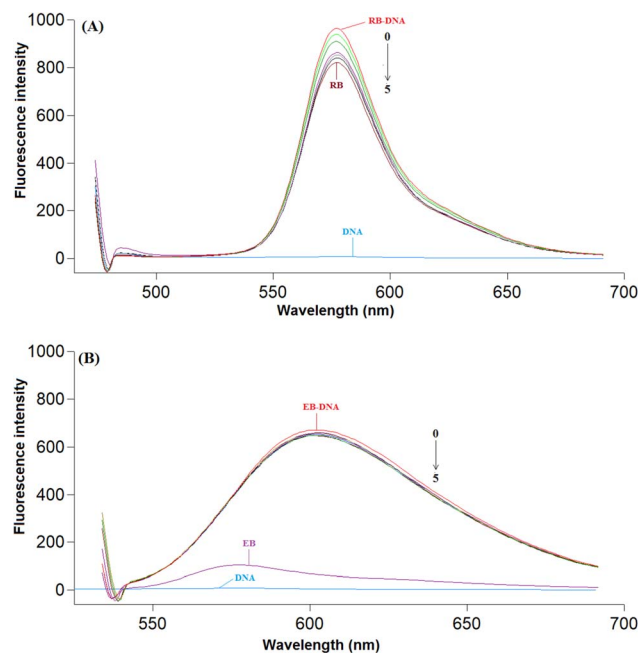 (A)
1000
800
600
400
200
0
Fluorescence intensity
RB-DNA
0
5
RB
DNA
500 550 600 650 700
Wavelength (nm)
(B)
1000
800
600
400
200
0
Fluorescence intensity
EB-DNA
0
5
EB
DNA
550 600 650 700
Wavelength (nm)